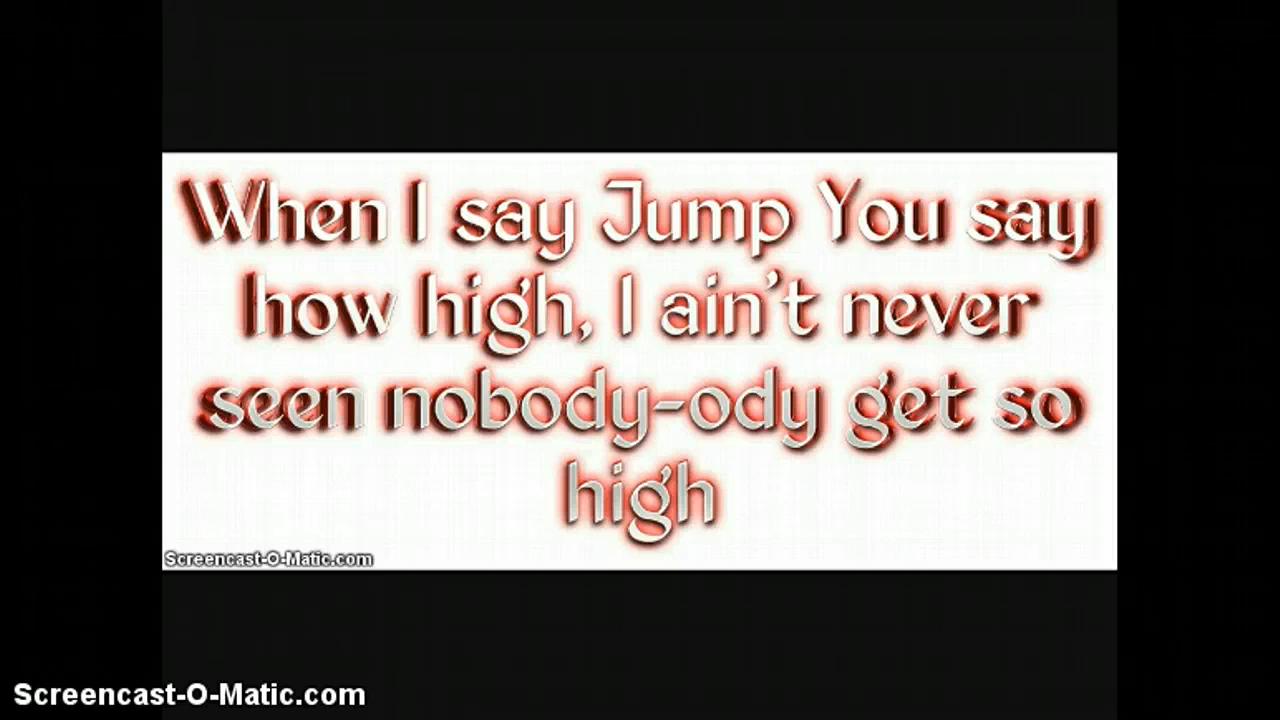 When I say Jump You say
how high, I ain't never
seen nobody-ody get so
high
Screencast-O-Matic.com
Screencast-O-Matic.com